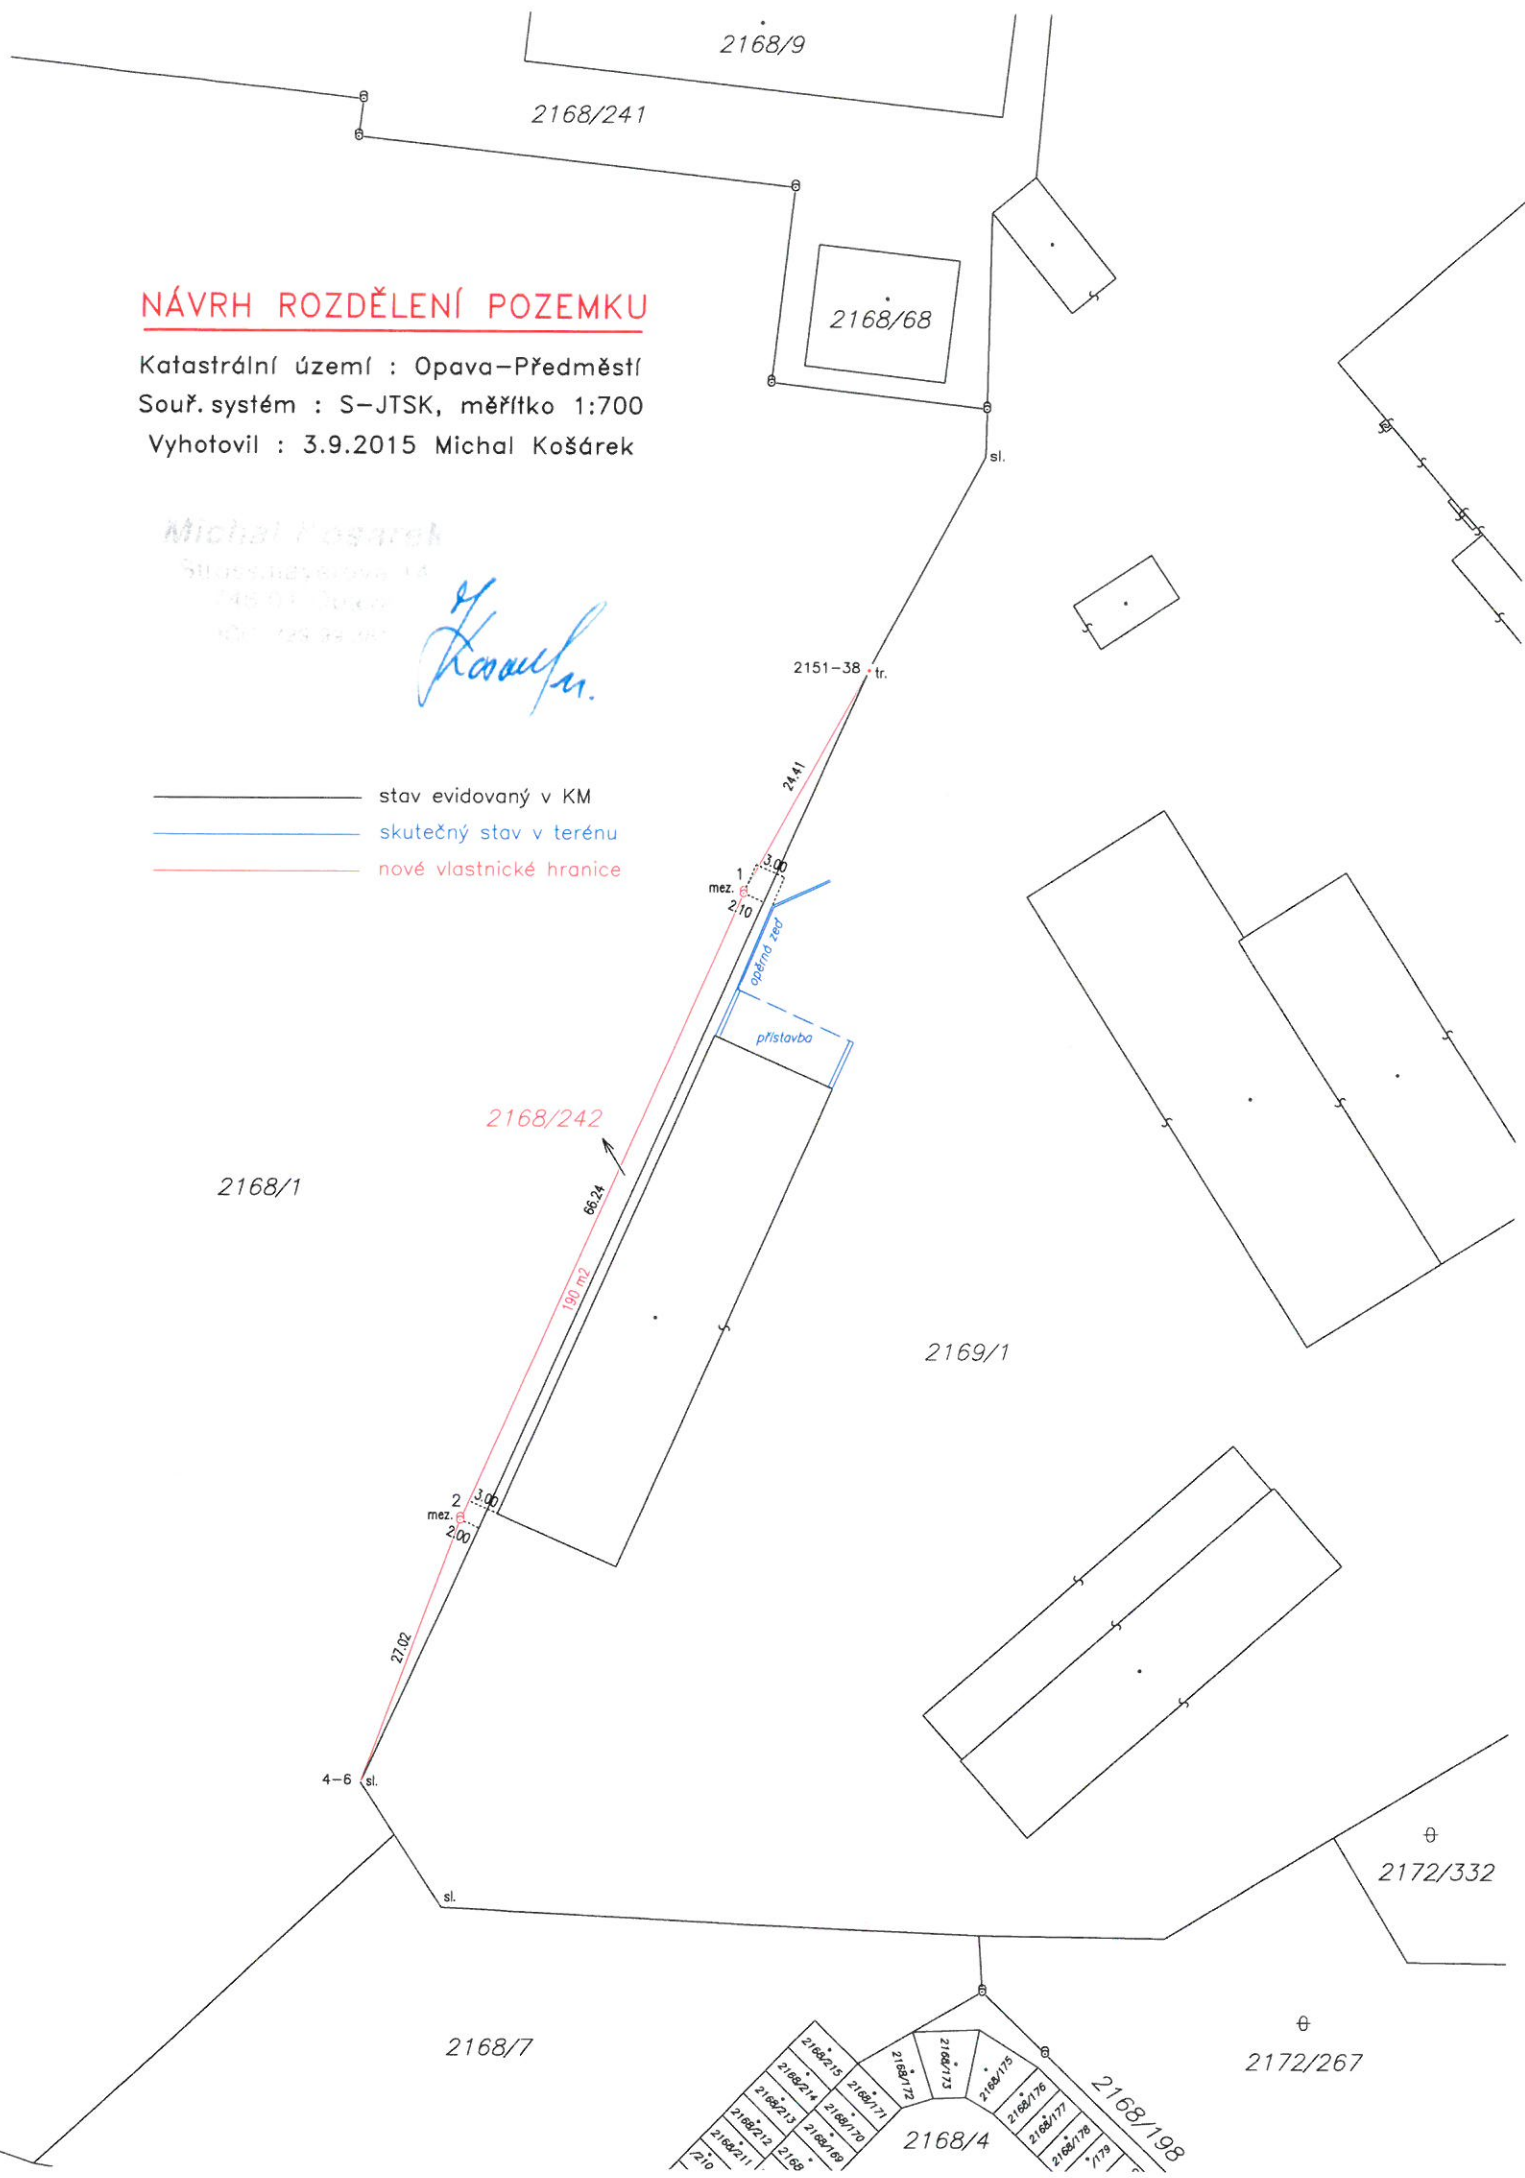 2168/9
2168/241
NÁVRH ROZDĚLENÍ POZEMKU
2168/68
Katastrální území : Opava-Předměstí
Souř. systém : S-JTSK, měřítko 1:700
Vyhotovil : 3.9.2015 Michal Košárek
sl.
2151-38
tr.
24.41
stav evidovaný v KM
skutečný stav v terénu
nové vlastnické hranice
1
3.00
mez.
2.10
opěrná zeď
přístavba
2168/242
2168/1
66.24
190 m2
2169/1
2
3.00
mez.
2.00
27.02
4-6
sl.
2172/332
sl.
2168/7
2172/267
2168/215
2168/214
2168/213
2168/212
2168/211
/210
2168/171
2168/170
2168/169
2168
2168/172
2168/173
2168/175
2168/176
2168/177
2168/178
/179
2168/4
2168/198